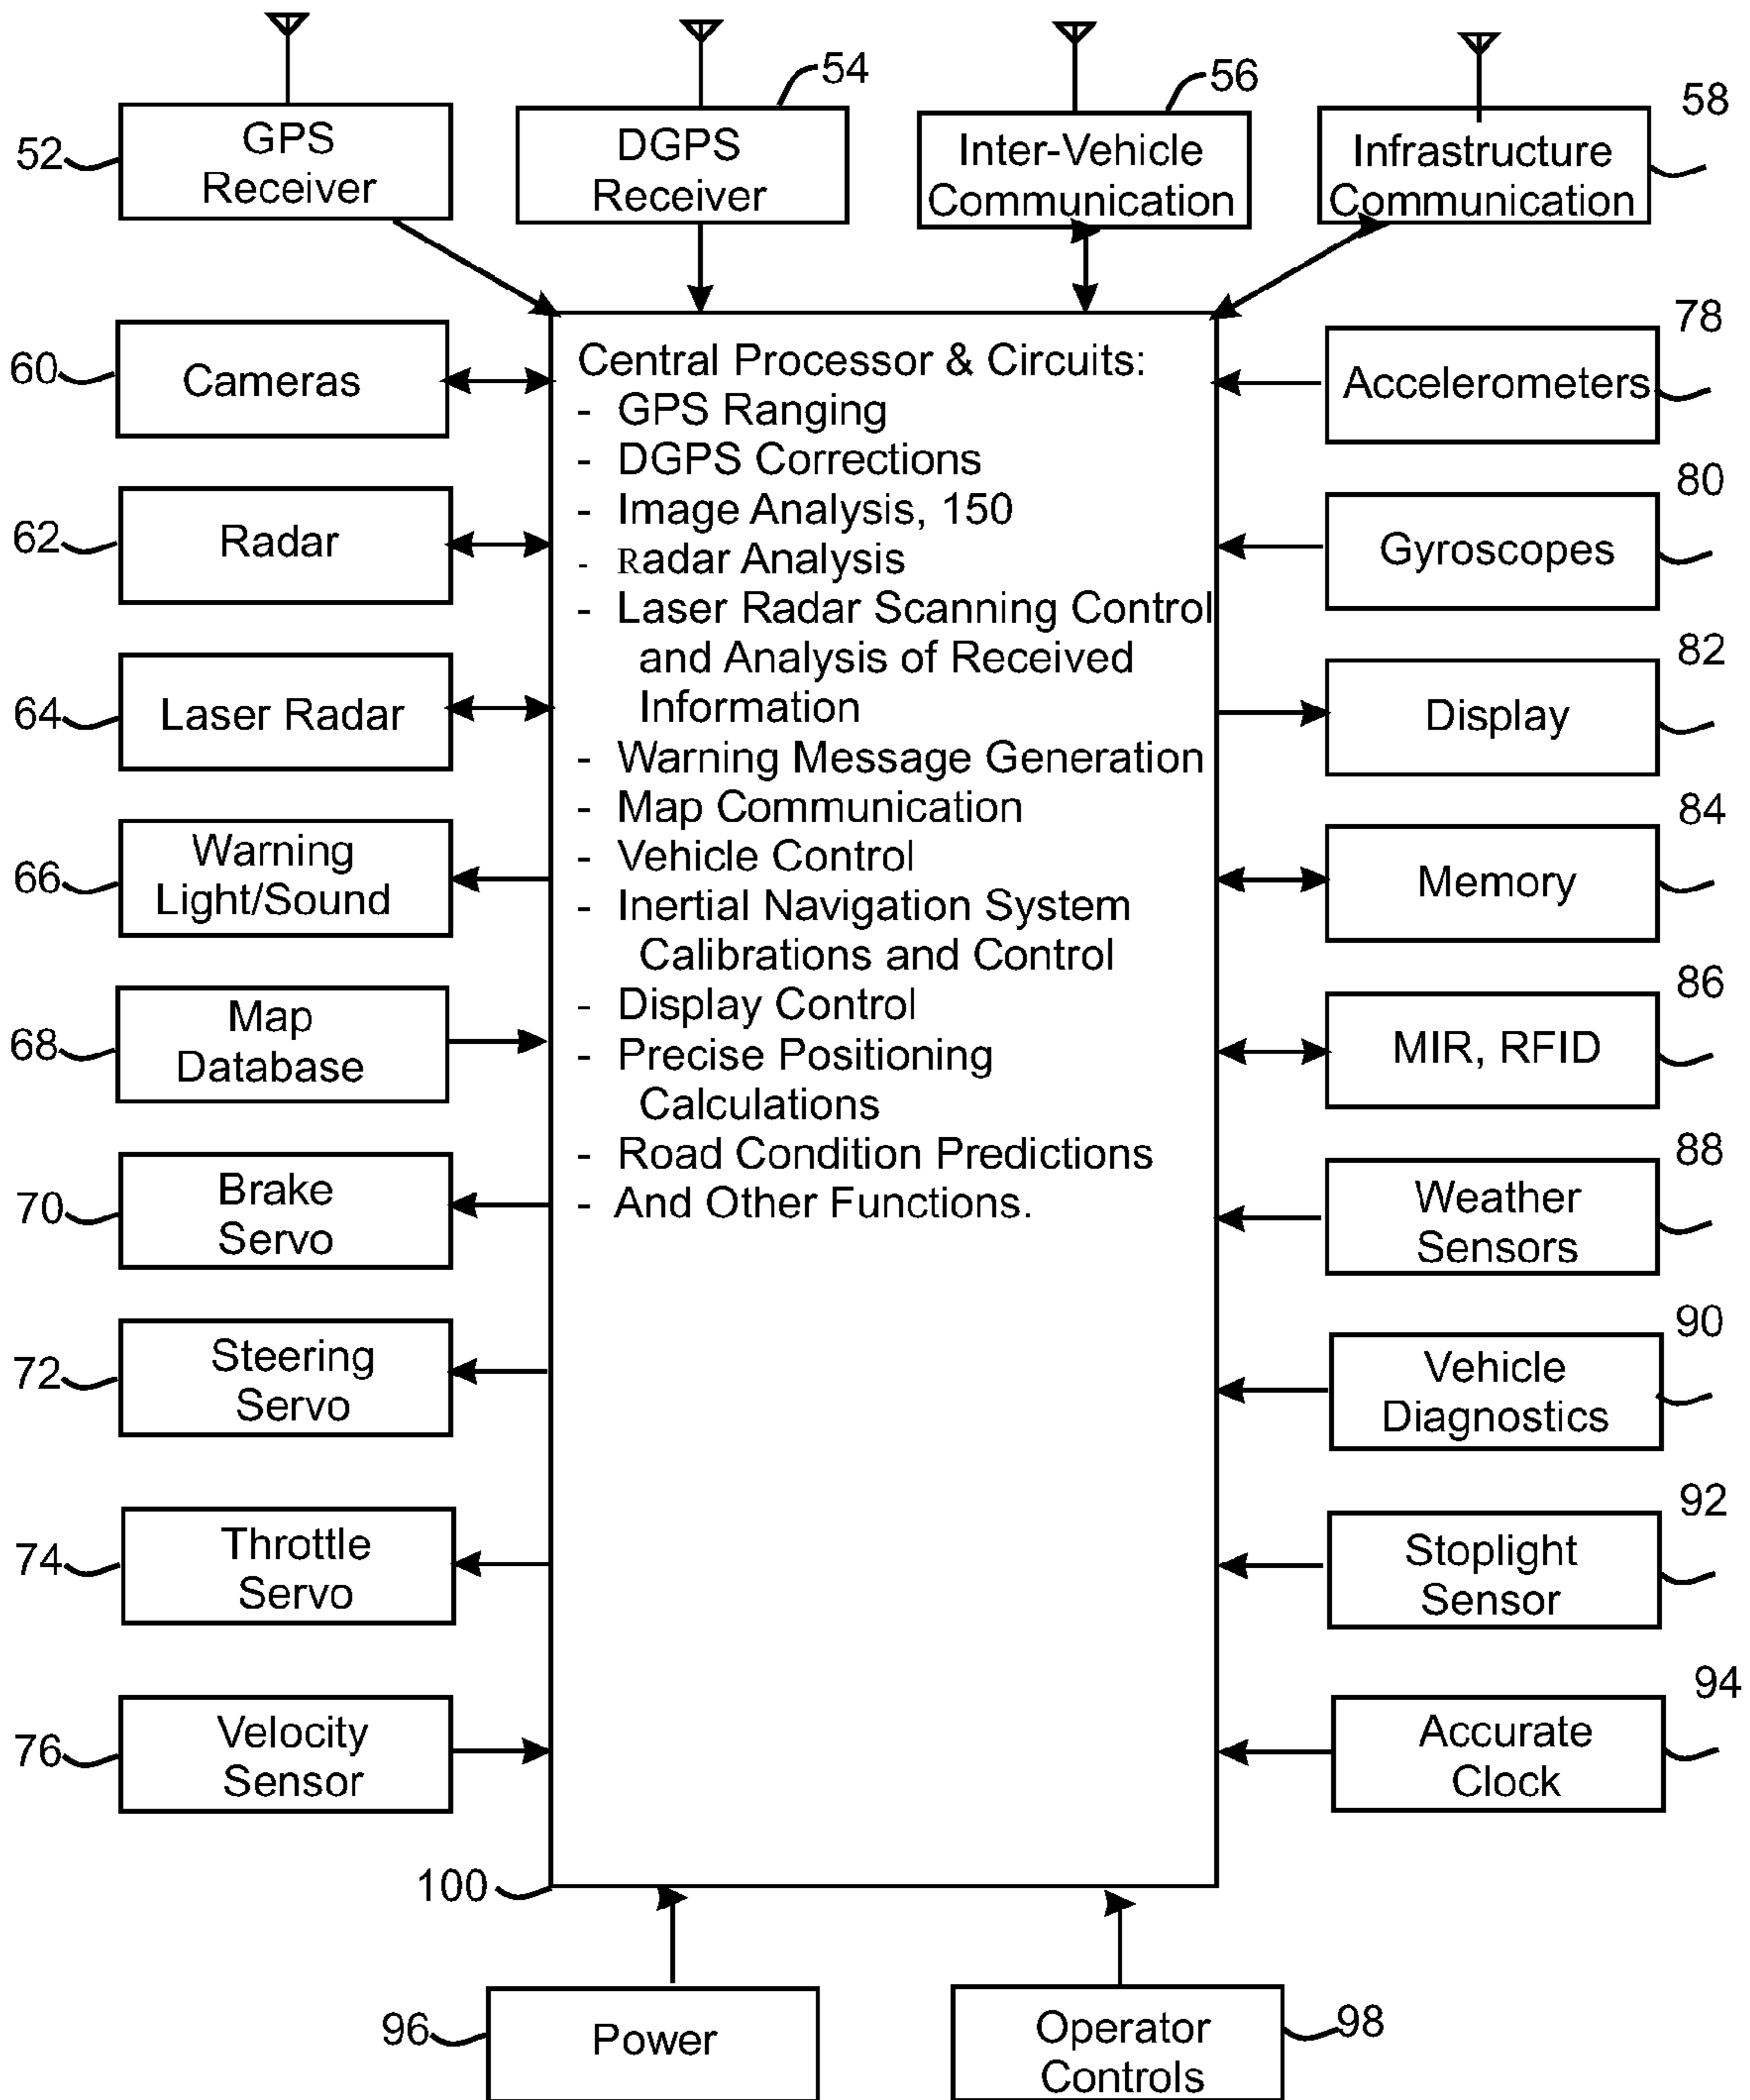 54
56
58
52
GPS
Receiver
DGPS
Receiver
Inter-Vehicle
Communication
Infrastructure
Communication
60
Cameras
62
Radar
64
Laser Radar
66
Warning
Light/Sound
68
Map
Database
70
Brake
Servo
72
Steering
Servo
74
Throttle
Servo
76
Velocity
Sensor
Central Processor & Circuits:
- GPS Ranging
- DGPS Corrections
- Image Analysis, 150
- Radar Analysis
- Laser Radar Scanning Control
and Analysis of Received
Information
- Warning Message Generation
- Map Communication
- Vehicle Control
- Inertial Navigation System
Calibrations and Control
- Display Control
- Precise Positioning
Calculations
- Road Condition Predictions
- And Other Functions.
100
78
Accelerometers
80
Gyroscopes
82
Display
84
Memory
86
MIR, RFID
88
Weather
Sensors
90
Vehicle
Diagnostics
92
Stoplight
Sensor
94
Accurate
Clock
96
Power
Operator
Controls
98